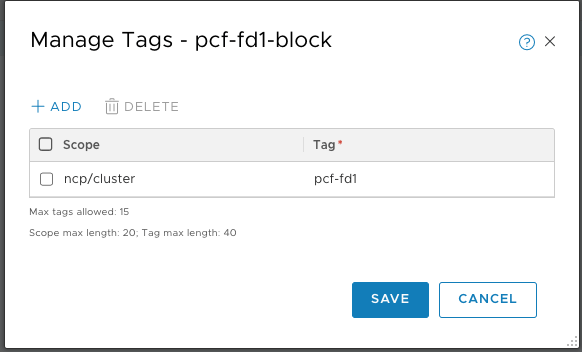 Manage Tags - pcf-fd1-block
ADD DELETE
Scope Tag*
ncp/cluster pcf-fd1
Max tags allowed: 15
Scope max length: 20; Tag max length: 40
SAVE CANCEL